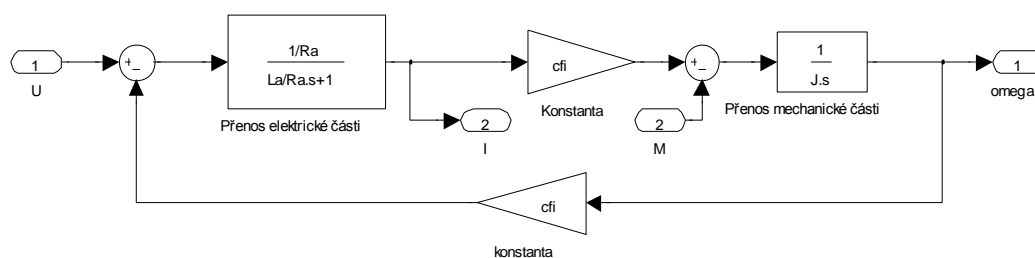 1
U
+
−
1/Ra
La/Ra.s+1
Přenos elektrické části
2
I
cfi
Konstanta
2
M
+
−
1
J.s
Přenos mechanické části
1
omega
cfi
konstanta